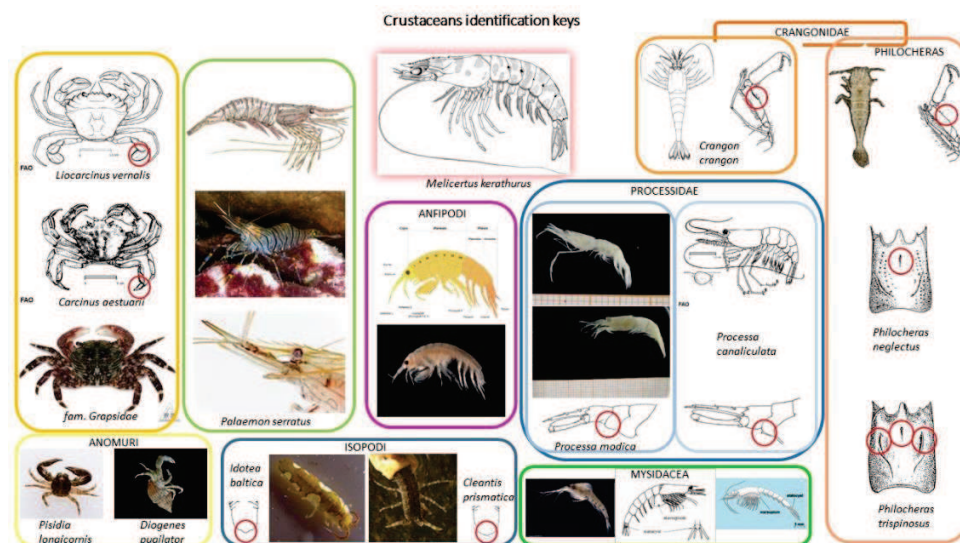 Crustaceans identification keys
CRANGONIDAE
PHILOCHERAS
FAO
Liocarcinus vernalis
Melicertus kerathurus
Crangon
crangon
PROCESSIDAE
ANFIPODI
FAO
Carcinus aestuarii
FAO
Processa
canaliculata
Philocheras
neglectus
fam. Grapsidae
Palaemon serratus
Processa modica
ANOMURI
ISOPODI
Idotea
baltica
Cleantis
prismatica
MYSIDACEA
Pisidia
longicornis
Diogenes
pugilator
Philocheras
trispinosus